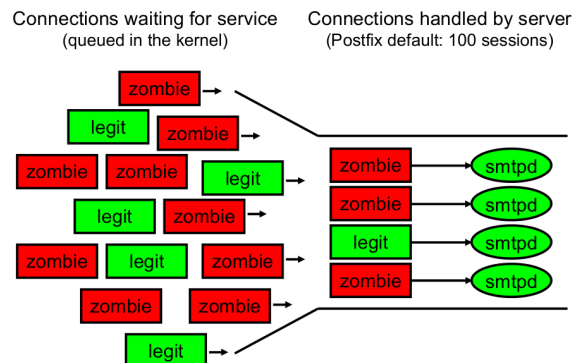 Connections waiting for service
(queued in the kernel)
Connections handled by server
(Postfix default: 100 sessions)
zombie
legit
zombie
zombie
zombie
legit
legit
zombie
zombie
legit
zombie
zombie
zombie
legit
zombie
smtpd
zombie
smtpd
legit
smtpd
zombie
smtpd